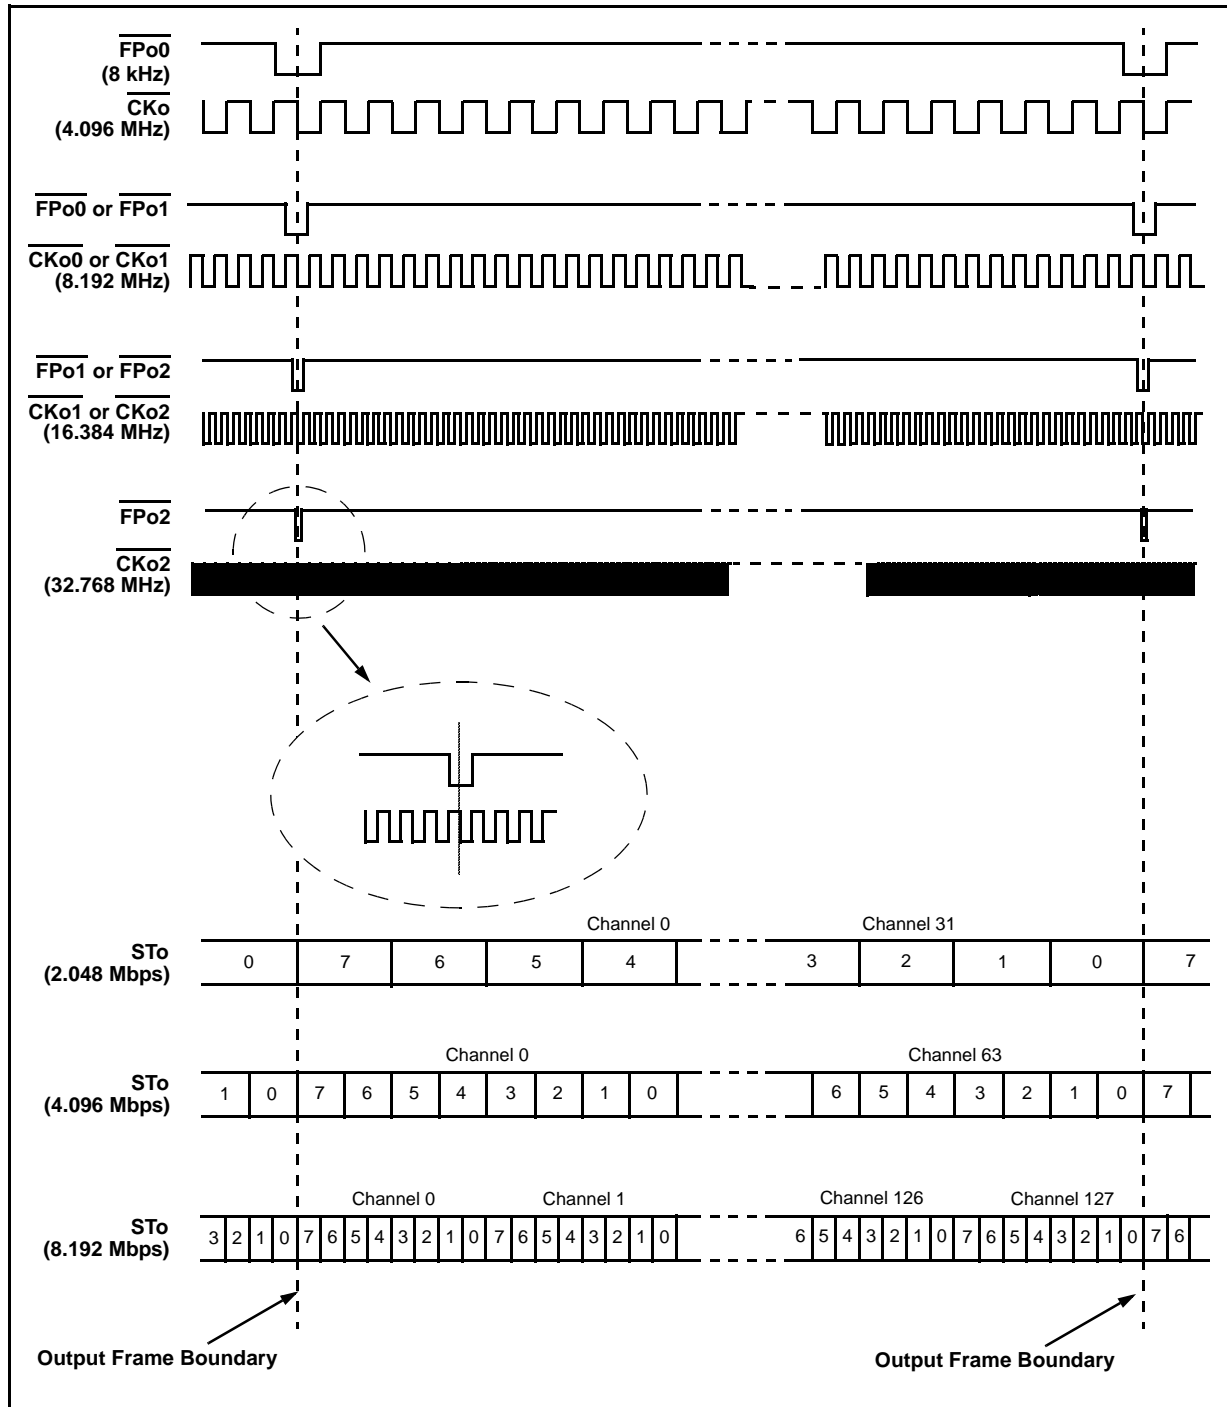 FPo0
(8 kHz)
CKo
(4.096 MHz)
FPo0 or FPo1
CKo0 or CKo1
(8.192 MHz)
FPo1 or FPo2
CKo1 or CKo2
(16.384 MHz)
FPo2
CKo2
(32.768 MHz)
Channel 0 Channel 31
STo
(2.048 Mbps)
0 7 6 5 4 3 2 1 0 7
Channel 0 Channel 63
STo
(4.096 Mbps)
1 0 7 6 5 4 3 2 1 0 6 5 4 3 2 1 0 7
Channel 0 Channel 1 Channel 126 Channel 127
STo
(8.192 Mbps)
3 2 1 0 7 6 5 4 3 2 1 0 7 6 5 4 3 2 1 0 6 5 4 3 2 1 0 7 6 5 4 3 2 1 0 7 6
Output Frame Boundary
Output Frame Boundary